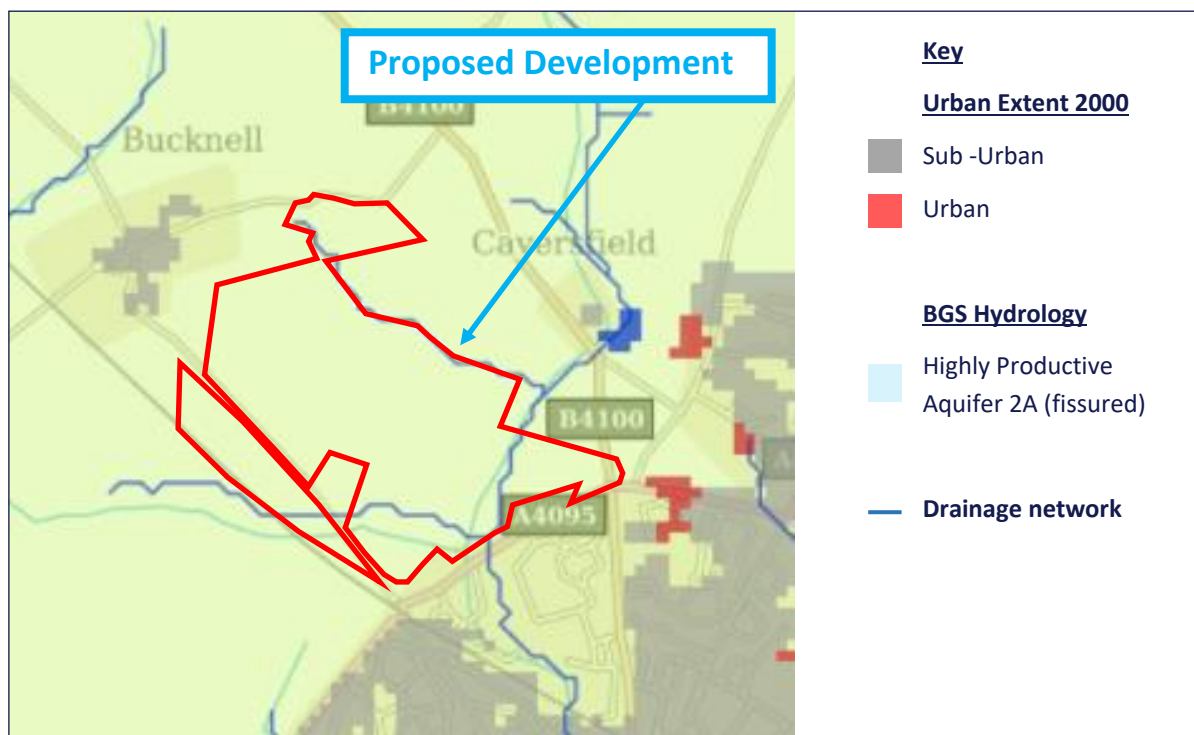 Proposed Development
B4100
Bucknell
Caversfield
B4100
A4095
A
Key
Urban Extent 2000
Sub -Urban
Urban
BGS Hydrology
Highly Productive
Aquifer 2A (fissured)
Drainage network